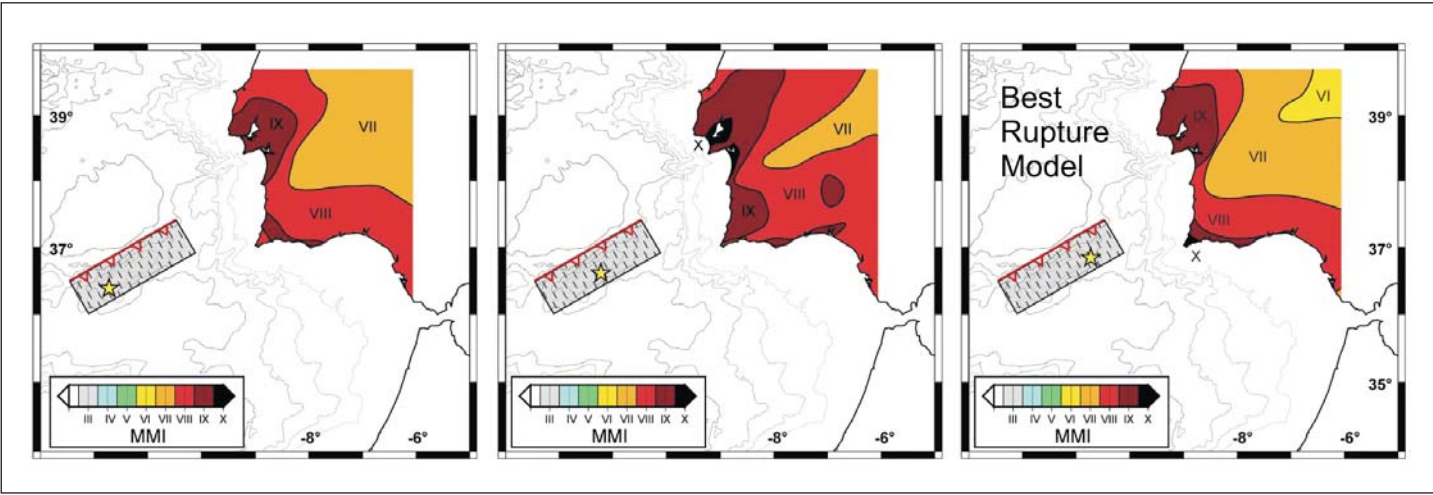 39°
37°
IX
VII
VIII
III IV V VI VII VIII IX X
MMI
-8°
-6°
X
VII
VIII
IX
III IV V VI VII VIII IX X
MMI
-8°
-6°
Best
Rupture
Model
VI
39°
IX
VII
VIII
37°
X
35°
III IV V VI VII VIII IX X
MMI
-8°
-6°